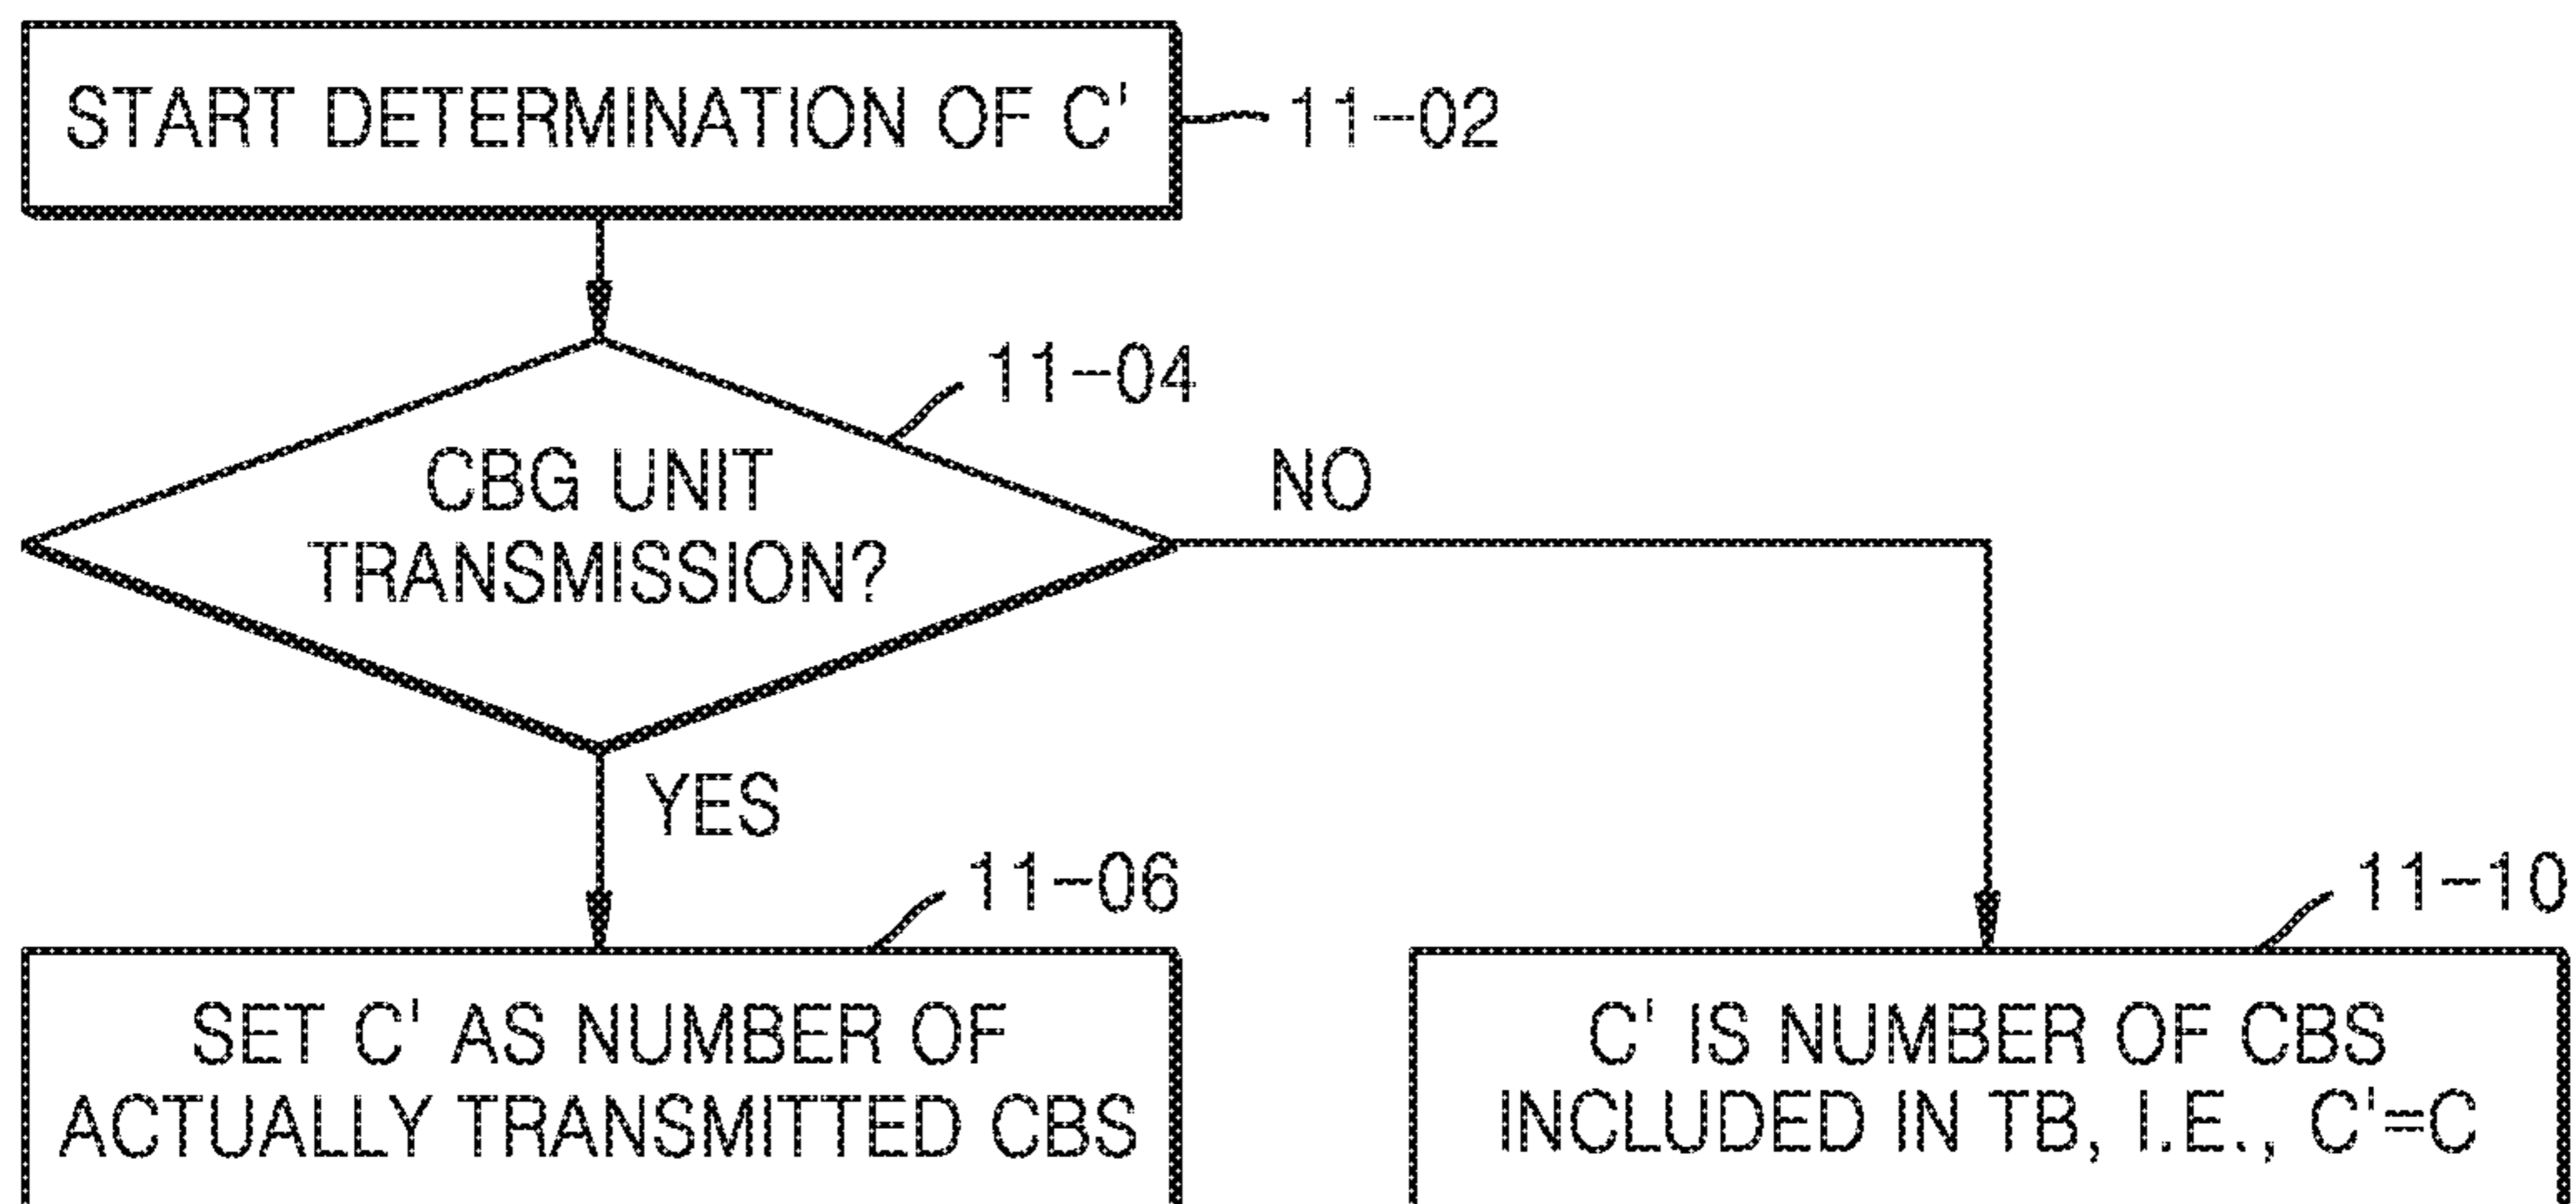 START DETERMINATION OF C'
11-02
11-04
CBG UNIT
TRANSMISSION?
NO
YES
11-06
SET C' AS NUMBER OF
ACTUALLY TRANSMITTED CBS
11-10
C' IS NUMBER OF CBS
INCLUDED IN TB, I.E., C'=C